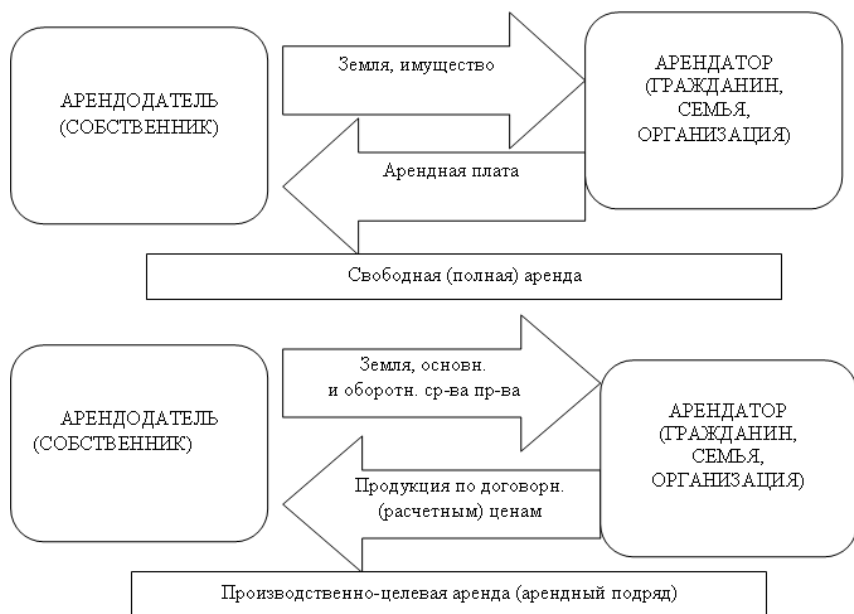 АРЕНДОДАТЕЛЬ
(СОБСТВЕННИК)
Земля, имущество
Арендная плата
АРЕНДАТОР
(ГРАЖДАНИН,
СЕМЬЯ,
ОРГАНИЗАЦИЯ)
Свободная (полная) аренда
АРЕНДОДАТЕЛЬ
(СОБСТВЕННИК)
Земля, основн.
и оборотн. ср-ва пр-ва
Продукция по договорн.
(расчетным) ценам
АРЕНДАТОР
(ГРАЖДАНИН,
СЕМЬЯ,
ОРГАНИЗАЦИЯ)
Производственно-целевая аренда (арендный подряд)